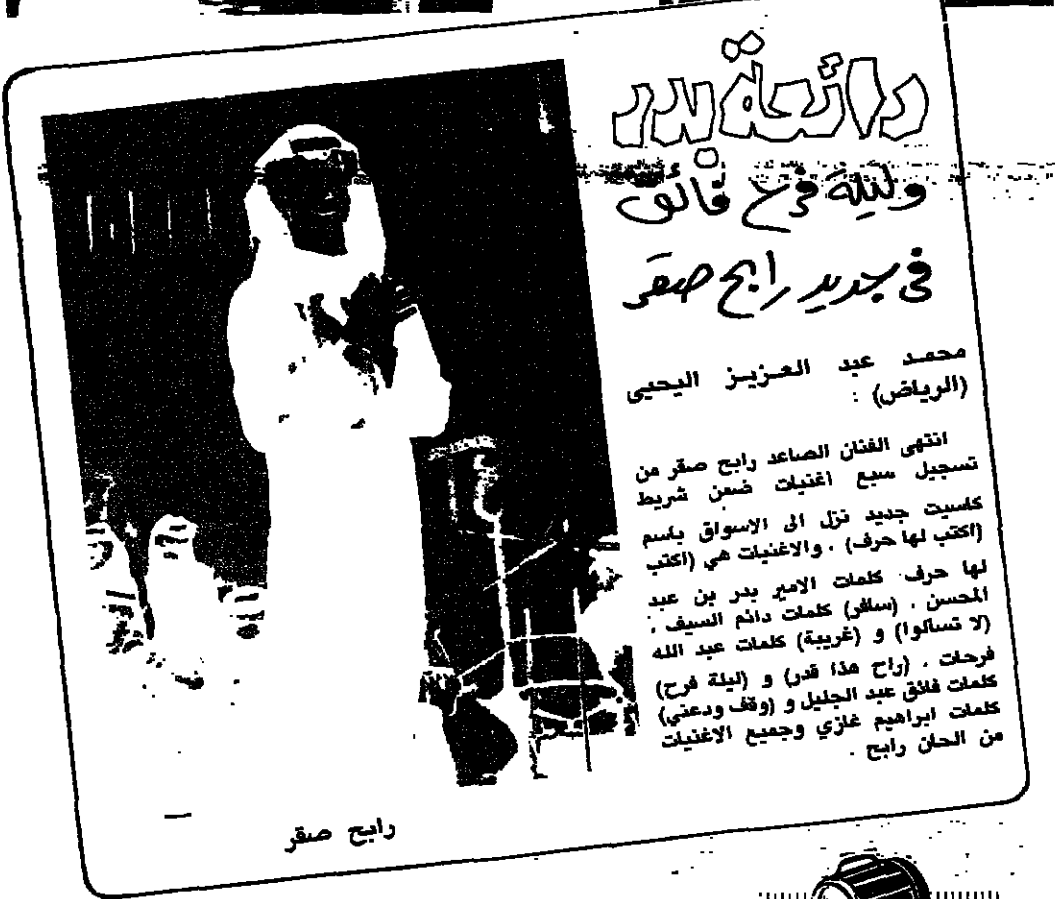 رائعة بدر
وليلة فرح فائق
في جديد رابح صقر
محمد عبد العزيز اليحيى
(الرياض) :
انتهى الفنان الصاعد رابح صقر من
تسجيل سبع اغنيات ضمن شريط
كاسيت جديد نزل الى الاسواق باسم
(اكتب لها حرف) . والاغنيات هي (اكتب
لها حرف كلمات الامير بدر بن عبد
المحسن . (سافر) كلمات دائم السيف .
(لا تسألوا) و (غريبة) كلمات عبد الله
فرحات . (راح هذا قدر) و (ليلة فرح)
كلمات فائق عبد الجليل و (وقف ودعني)
كلمات ابراهيم غازي وجميع الاغنيات
من الحان رابح .
رابح صقر